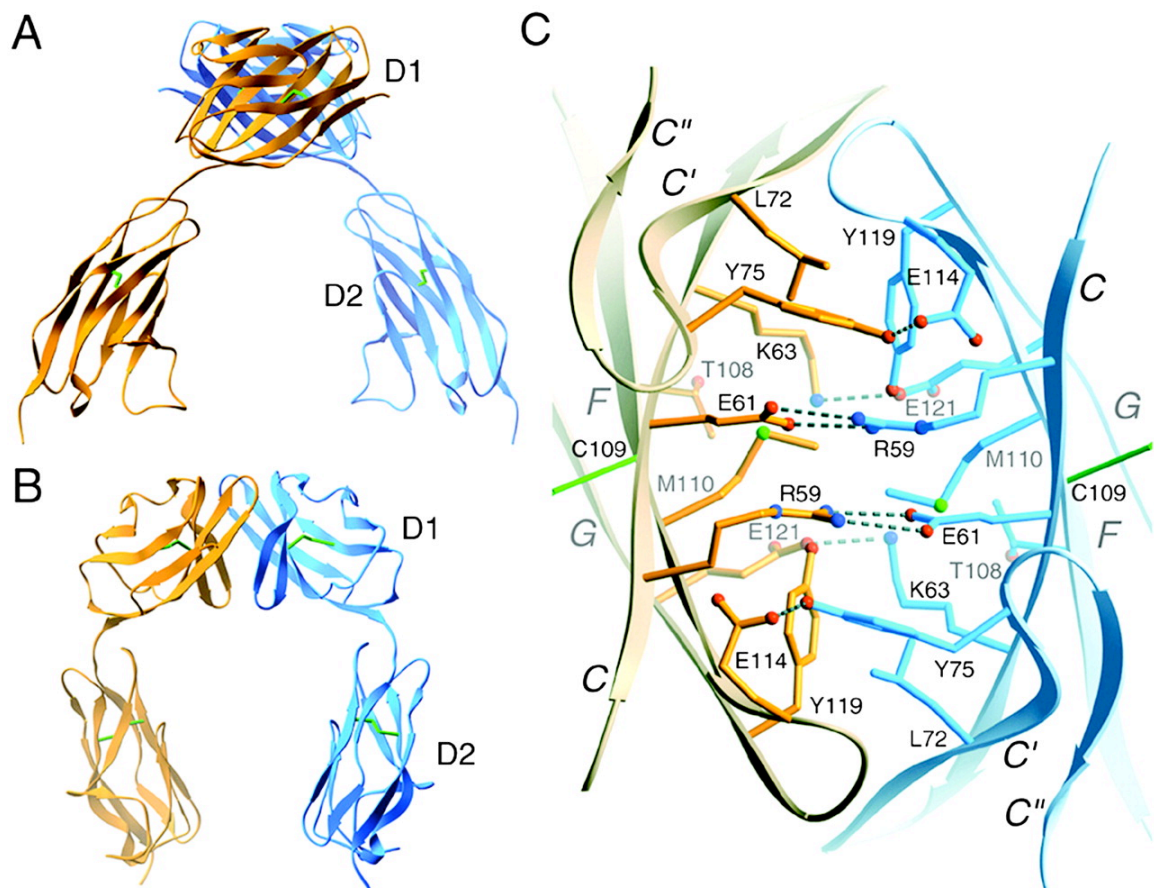 A
D1
D2
B
D1
D2
C
C"
C'
L72
Y119
Y75
E114
C
K63
T108
F
E61
E121
G
R59
C109
M110
M110
R59
C109
G
E121
E61
F
T108
K63
C
E114
Y75
Y119
L72
C'
C"